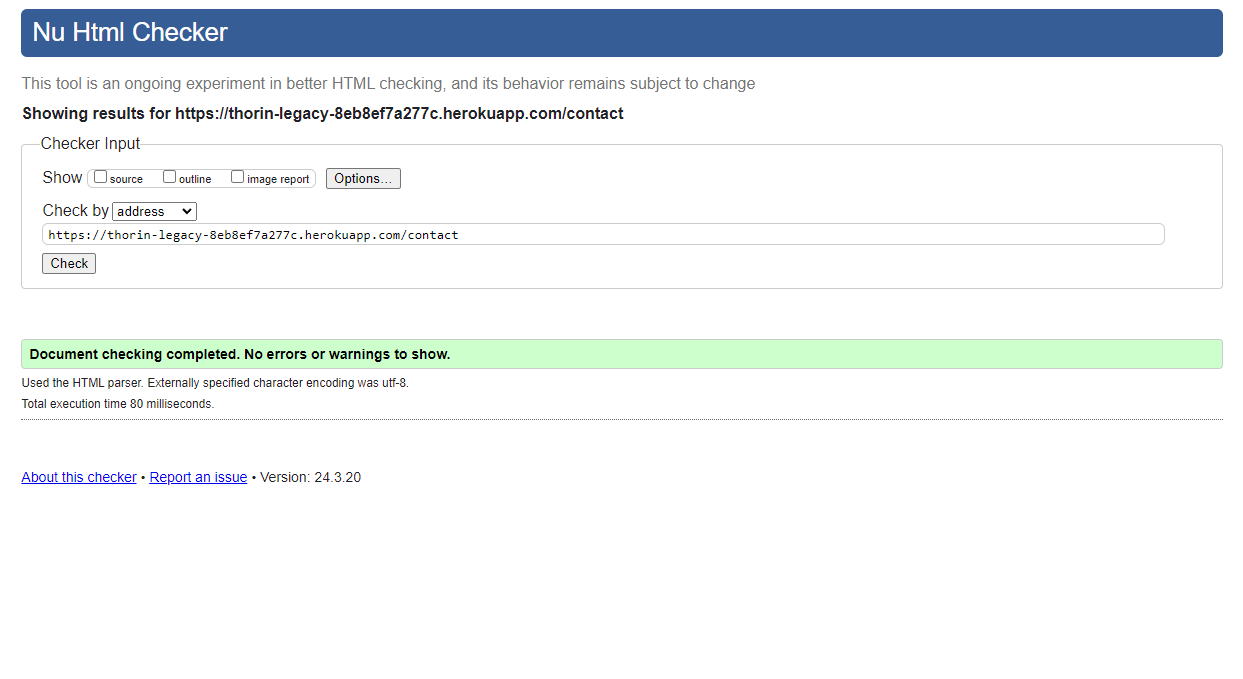 Nu Html Checker
This tool is an ongoing experiment in better HTML checking, and its behavior remains subject to change
Showing results for https://thorin-legacy-8eb8ef7a277c.herokuapp.com/contact
Checker Input
Show source outline image report Options...
Check by address
https://thorin-legacy-8eb8ef7a277c.herokuapp.com/contact
Check
Document checking completed. No errors or warnings to show.
Used the HTML parser. Externally specified character encoding was utf-8.
Total execution time 80 milliseconds.
About this checker • Report an issue • Version: 24.3.20